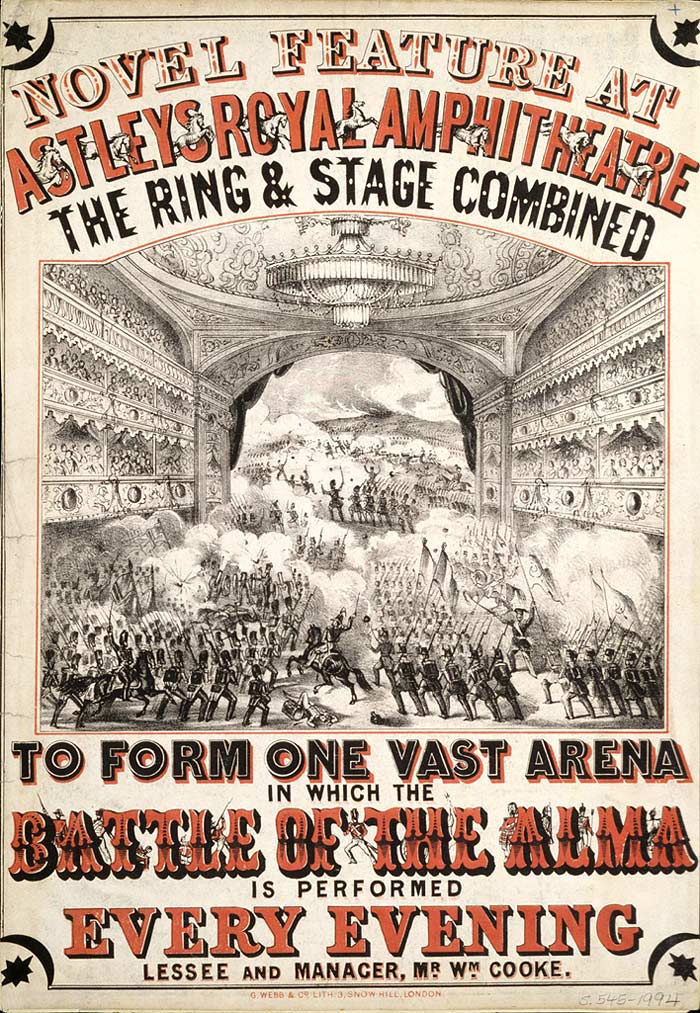 NOVEL FEATURE AT
ASTLEYS ROYAL AMPHITHEATRE
THE RING & STAGE COMBINED
TO FORM ONE VAST ARENA
IN WHICH THE
BATTLE OF THE ALMA
IS PERFORMED
EVERY EVENING
LESSEE AND MANAGER, MR WM COOKE.
G. WEBB & CO. LITH. 3, SNOW HILL, LONDON
S.545-1994